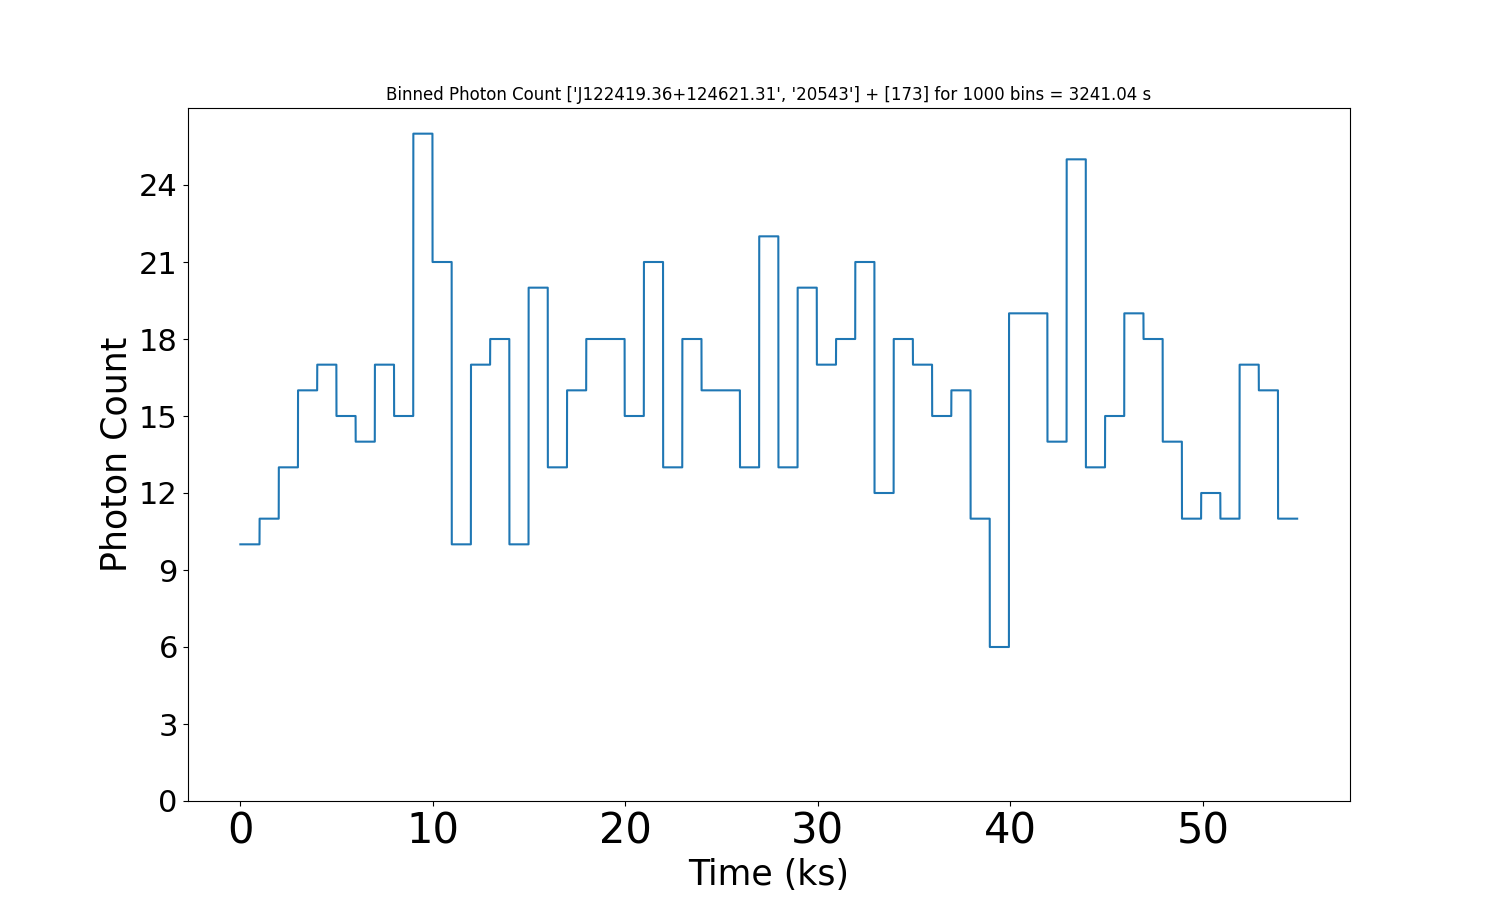 Binned Photon Count ['J122419.36+124621.31', '20543'] + [173] for 1000 bins = 3241.04 s
24
21
18
15
12
9
6
3
0
Photon Count
0 10 20 30 40 50
Time (ks)